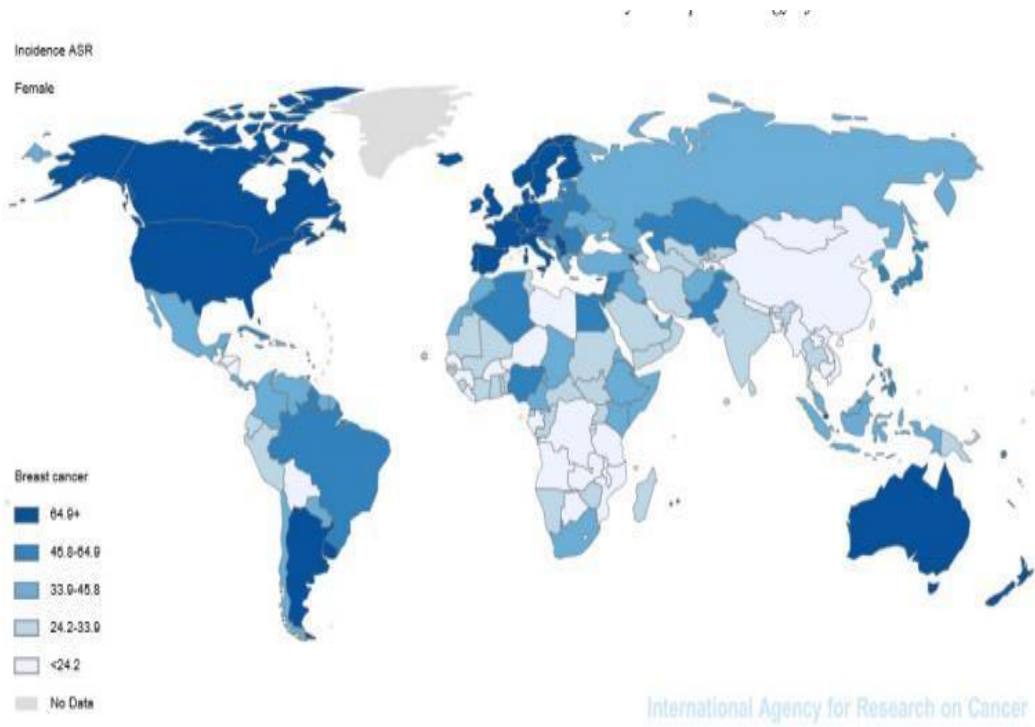 Incidence ASR
Female
Breast cancer
64.9+
45.8-64.9
33.9-45.8
24.2-33.9
<24.2
No Data
International Agency for Research on Cancer